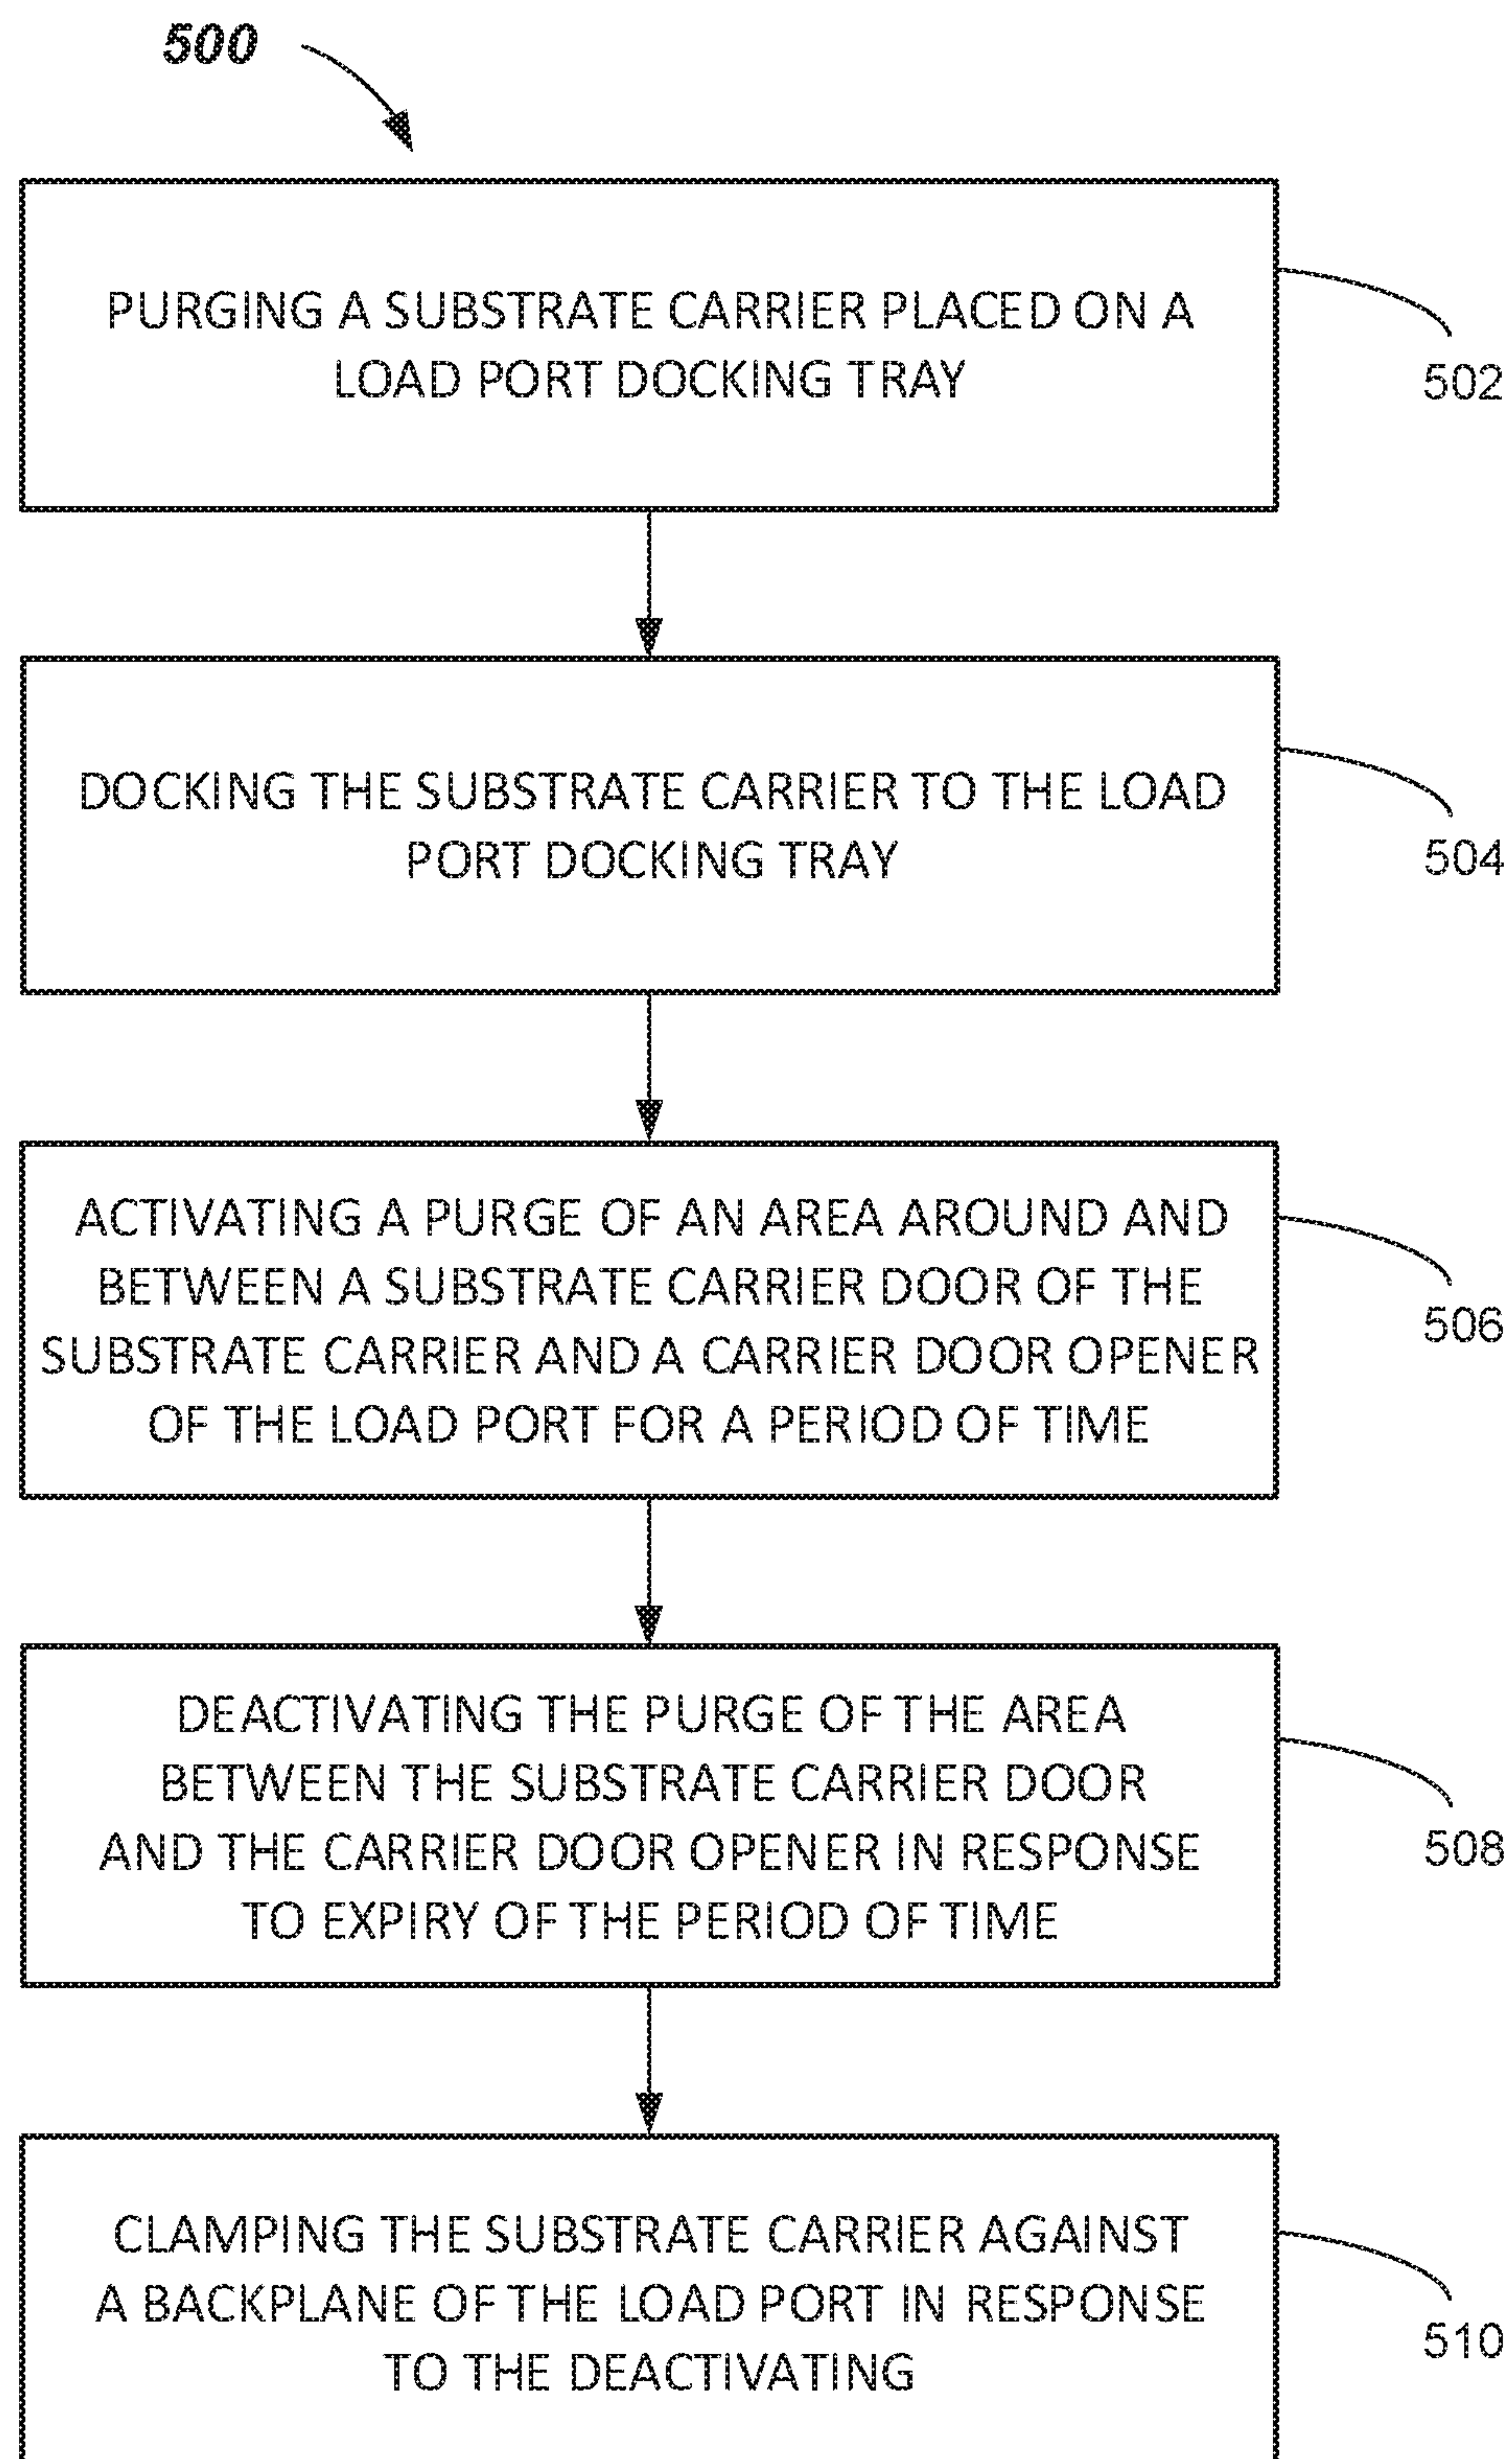 500
PURGING A SUBSTRATE CARRIER PLACED ON A
LOAD PORT DOCKING TRAY
502
DOCKING THE SUBSTRATE CARRIER TO THE LOAD
PORT DOCKING TRAY
504
ACTIVATING A PURGE OF AN AREA AROUND AND
BETWEEN A SUBSTRATE CARRIER DOOR OF THE
SUBSTRATE CARRIER AND A CARRIER DOOR OPENER
OF THE LOAD PORT FOR A PERIOD OF TIME
506
DEACTIVATING THE PURGE OF THE AREA
BETWEEN THE SUBSTRATE CARRIER DOOR
AND THE CARRIER DOOR OPENER IN RESPONSE
TO EXPIRY OF THE PERIOD OF TIME
508
CLAMPING THE SUBSTRATE CARRIER AGAINST
A BACKPLANE OF THE LOAD PORT IN RESPONSE
TO THE DEACTIVATING
510